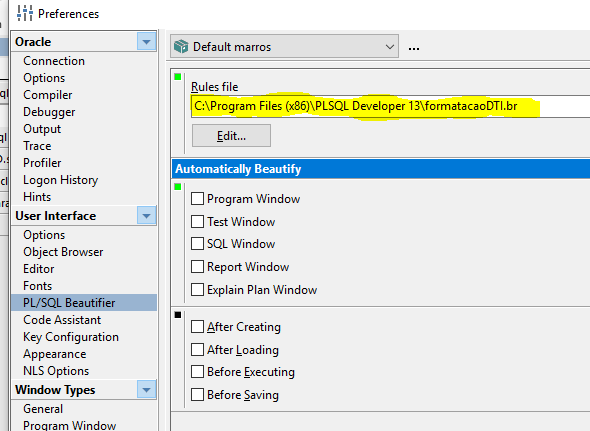 Preferences
Oracle
Connection
Options
Compiler
Debugger
Output
Trace
Profiler
Logon History
Hints
User Interface
Options
Object Browser
Editor
Fonts
PL/SQL Beautifier
Code Assistant
Key Configuration
Appearance
NLS Options
Window Types
General
Program Window
Default marros
...
Rules file
C:\Program Files (x86)\PLSQL Developer 13\formatacaoDTI.br
Edit...
Automatically Beautify
Program Window
Test Window
SQL Window
Report Window
Explain Plan Window
After Creating
After Loading
Before Executing
Before Saving